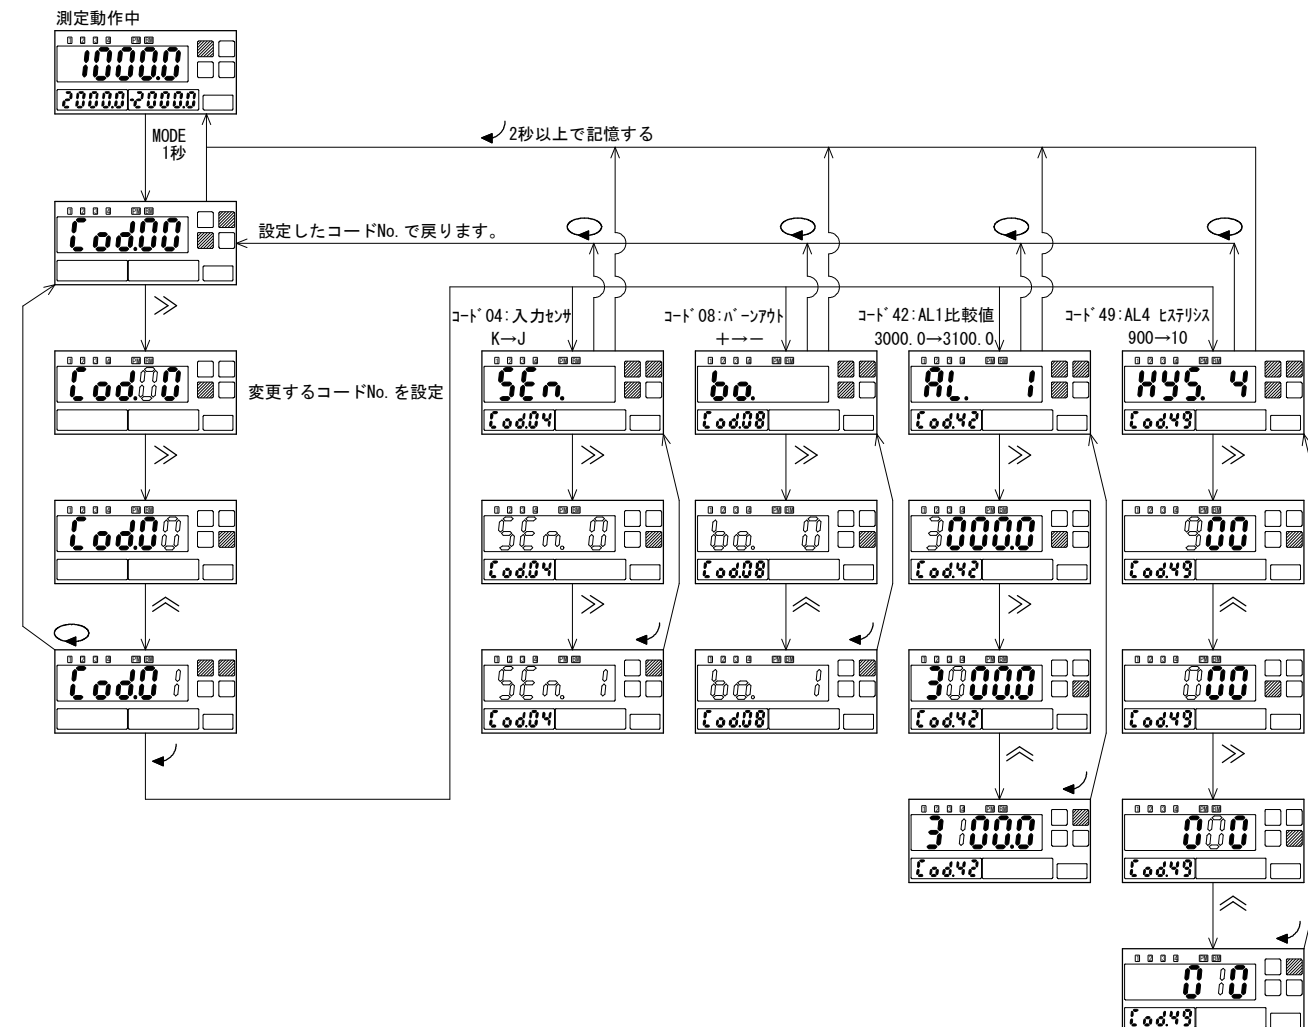 測定動作中
1000.0
2000.0 -2000.0
MODE
1秒
2秒以上で記憶する
Cod.00
設定したコードNo.で戻ります。
コード04:入力センサ
K→J
コード08:バーンアウト
+→−
コード42:AL1比較値
3000.0→3100.0
コード49:AL4 ヒステリシス
900→10
Cod.00
変更するコードNo.を設定
SEn.
Cod.04
bo.
Cod.08
AL. 1
Cod.42
HYS. 4
Cod.49
Cod.00
SEn. 0
Cod.04
bo. 0
Cod.08
3000.0
Cod.42
900
Cod.49
Cod.01
SEn. 1
Cod.04
bo. 1
Cod.08
3000.0
Cod.42
000
Cod.49
3100.0
Cod.42
000
Cod.49
010
Cod.49